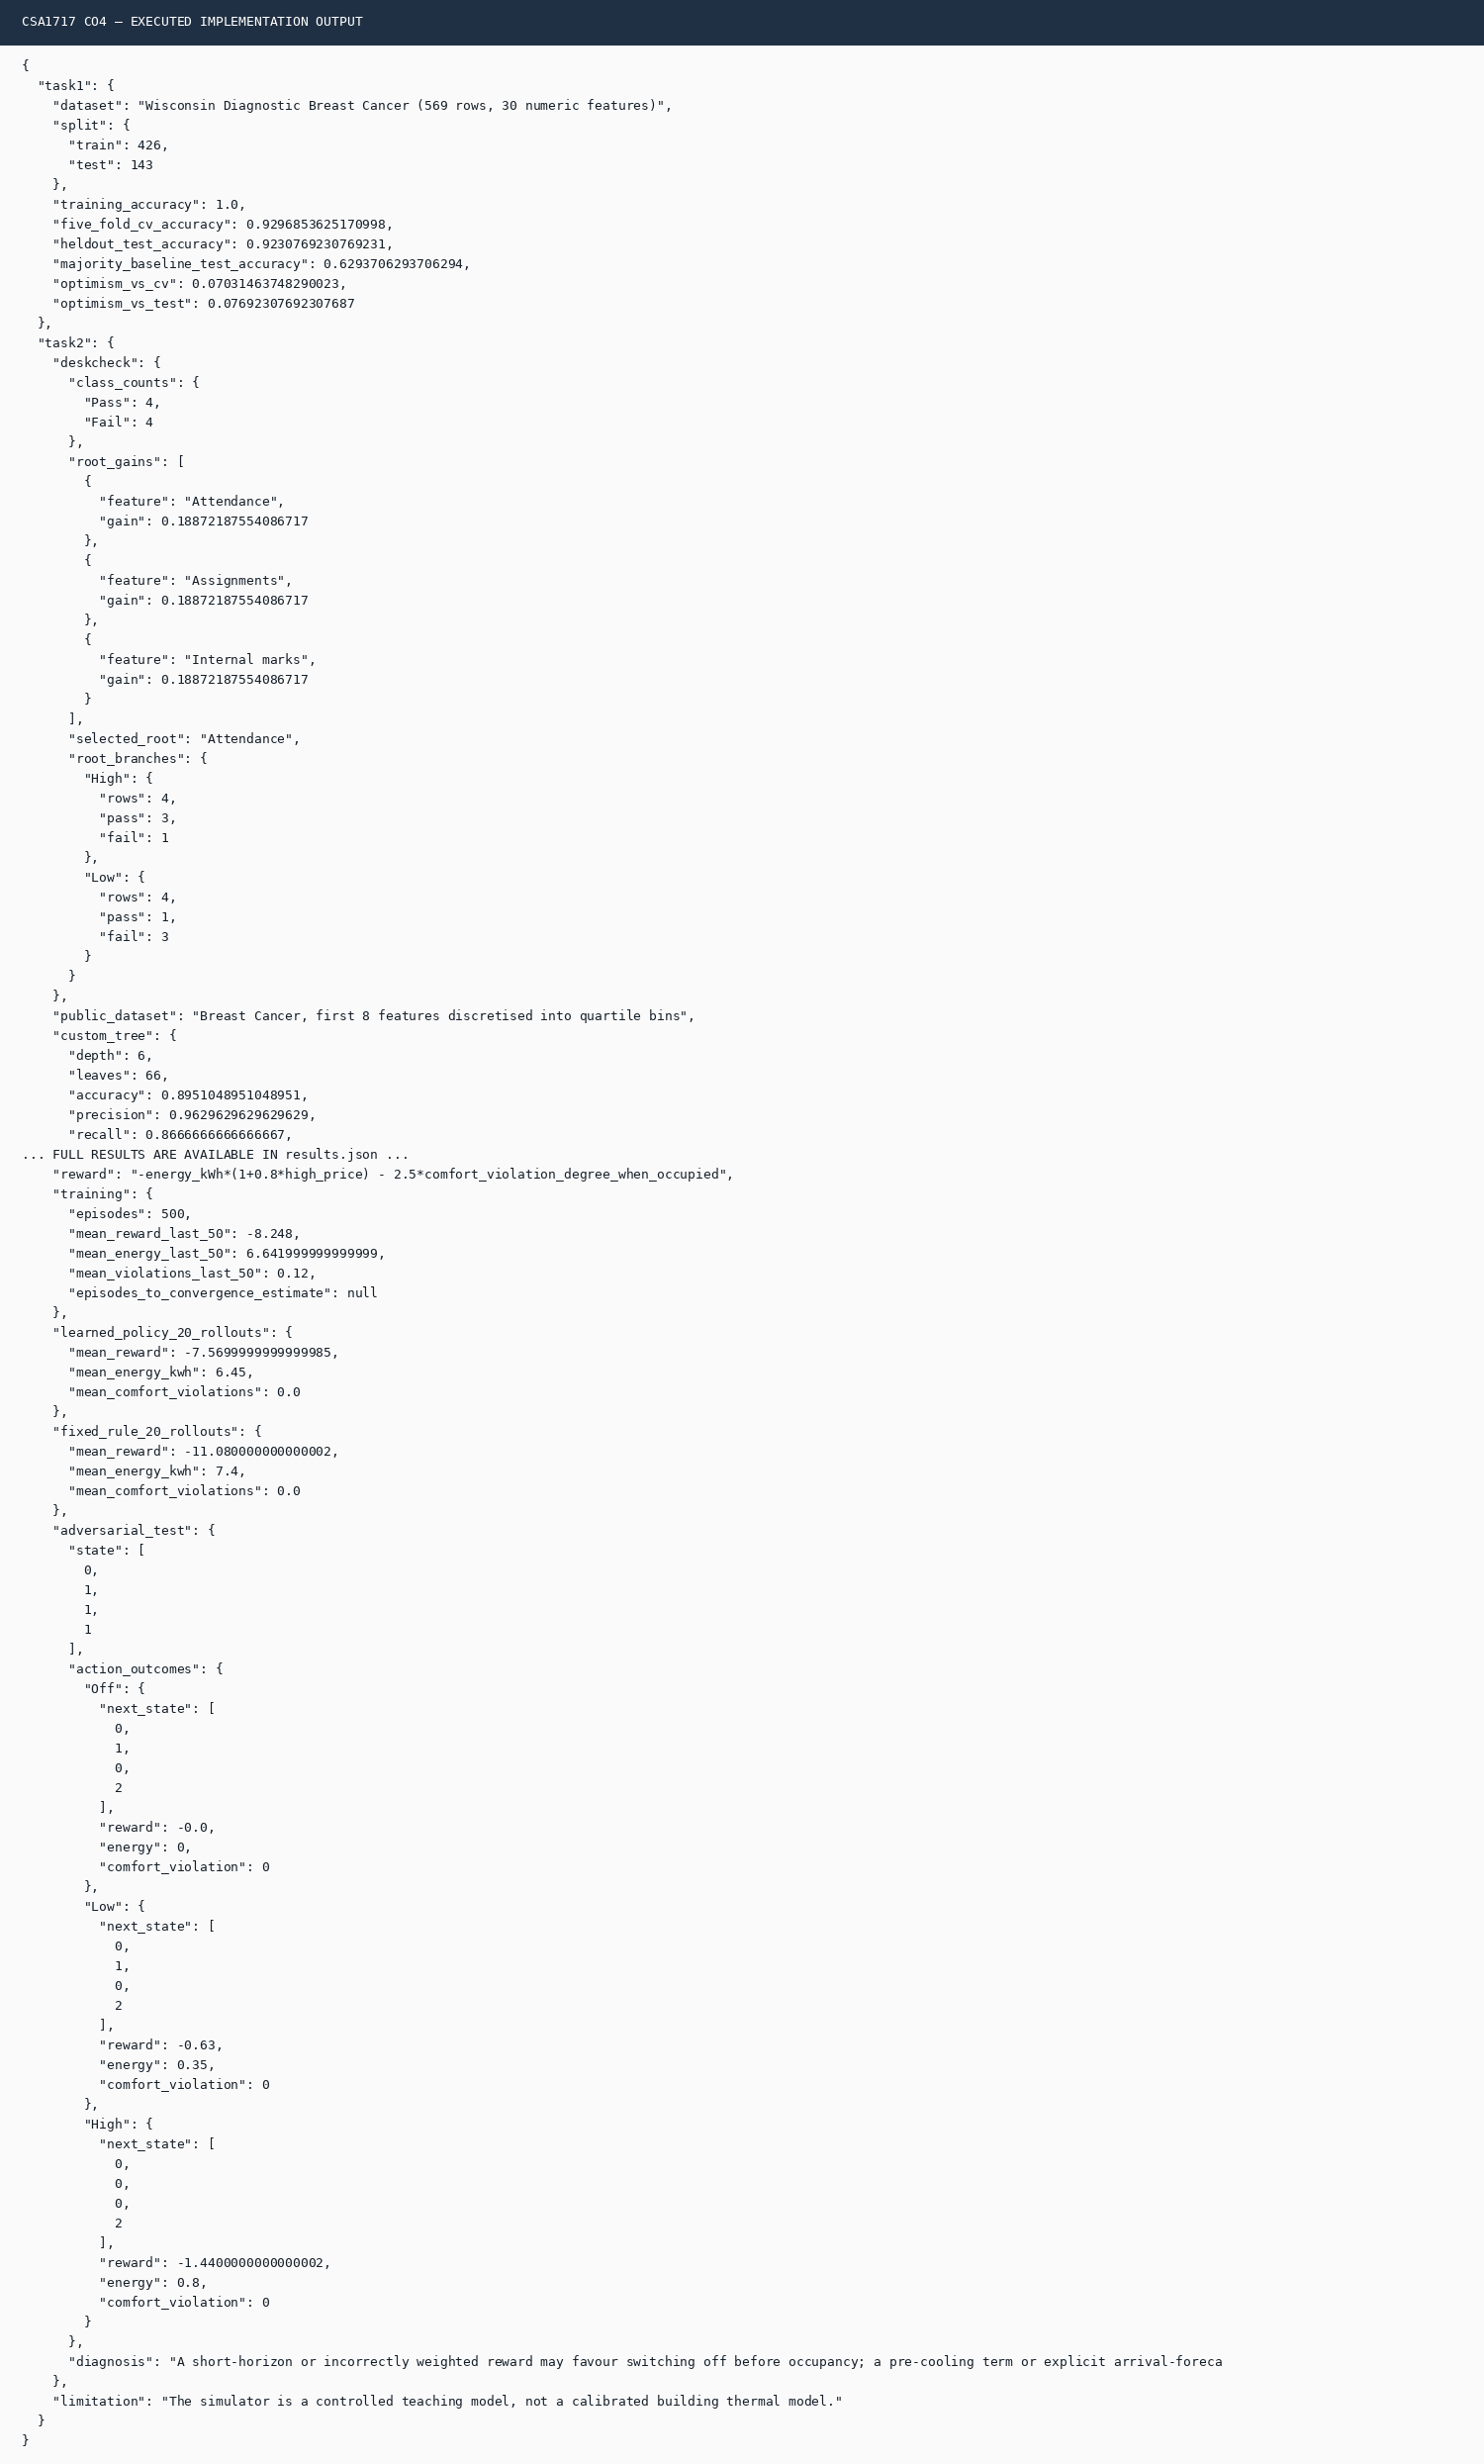 CSA1717 CO4 — EXECUTED IMPLEMENTATION OUTPUT
{
  "task1": {
    "dataset": "Wisconsin Diagnostic Breast Cancer (569 rows, 30 numeric features)",
    "split": {
      "train": 426,
      "test": 143
    },
    "training_accuracy": 1.0,
    "five_fold_cv_accuracy": 0.9296853625170998,
    "heldout_test_accuracy": 0.9230769230769231,
    "majority_baseline_test_accuracy": 0.6293706293706294,
    "optimism_vs_cv": 0.07031463748290023,
    "optimism_vs_test": 0.07692307692307687
  },
  "task2": {
    "deskcheck": {
      "class_counts": {
        "Pass": 4,
        "Fail": 4
      },
      "root_gains": [
        {
          "feature": "Attendance",
          "gain": 0.18872187554086717
        },
        {
          "feature": "Assignments",
          "gain": 0.18872187554086717
        },
        {
          "feature": "Internal marks",
          "gain": 0.18872187554086717
        }
      ],
      "selected_root": "Attendance",
      "root_branches": {
        "High": {
          "rows": 4,
          "pass": 3,
          "fail": 1
        },
        "Low": {
          "rows": 4,
          "pass": 1,
          "fail": 3
        }
      }
    },
    "public_dataset": "Breast Cancer, first 8 features discretised into quartile bins",
    "custom_tree": {
      "depth": 6,
      "leaves": 66,
      "accuracy": 0.8951048951048951,
      "precision": 0.9629629629629629,
      "recall": 0.8666666666666667,
... FULL RESULTS ARE AVAILABLE IN results.json ...
    "reward": "-energy_kWh*(1+0.8*high_price) - 2.5*comfort_violation_degree_when_occupied",
    "training": {
      "episodes": 500,
      "mean_reward_last_50": -8.248,
      "mean_energy_last_50": 6.641999999999999,
      "mean_violations_last_50": 0.12,
      "episodes_to_convergence_estimate": null
    },
    "learned_policy_20_rollouts": {
      "mean_reward": -7.5699999999999985,
      "mean_energy_kwh": 6.45,
      "mean_comfort_violations": 0.0
    },
    "fixed_rule_20_rollouts": {
      "mean_reward": -11.080000000000002,
      "mean_energy_kwh": 7.4,
      "mean_comfort_violations": 0.0
    },
    "adversarial_test": {
      "state": [
        0,
        1,
        1,
        1
      ],
      "action_outcomes": {
        "Off": {
          "next_state": [
            0,
            1,
            0,
            2
          ],
          "reward": -0.0,
          "energy": 0,
          "comfort_violation": 0
        },
        "Low": {
          "next_state": [
            0,
            1,
            0,
            2
          ],
          "reward": -0.63,
          "energy": 0.35,
          "comfort_violation": 0
        },
        "High": {
          "next_state": [
            0,
            0,
            0,
            2
          ],
          "reward": -1.4400000000000002,
          "energy": 0.8,
          "comfort_violation": 0
        }
      },
      "diagnosis": "A short-horizon or incorrectly weighted reward may favour switching off before occupancy; a pre-cooling term or explicit arrival-foreca
    },
    "limitation": "The simulator is a controlled teaching model, not a calibrated building thermal model."
  }
}